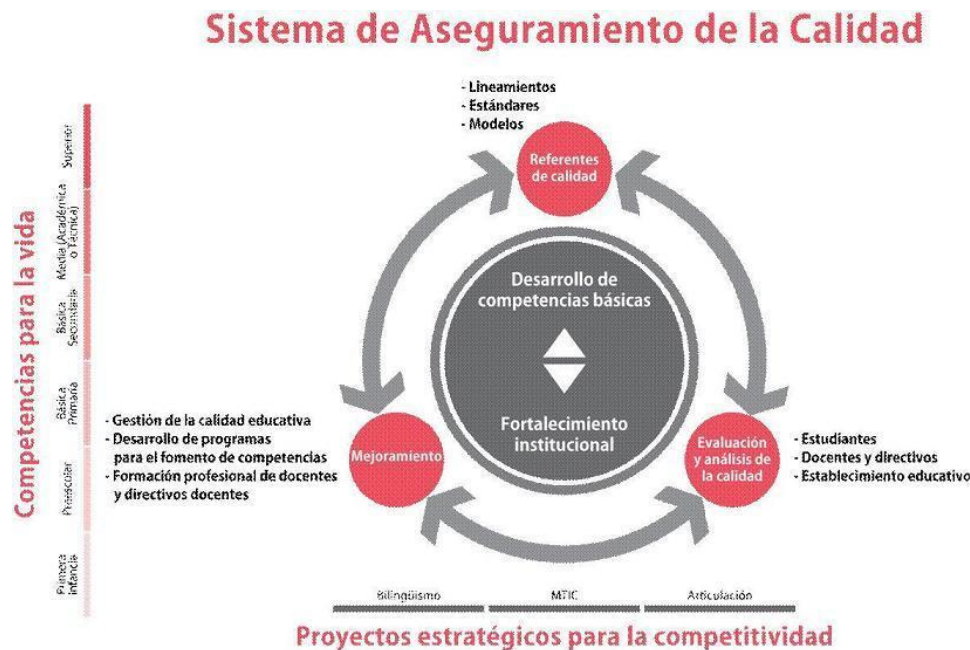 Sistema de Aseguramiento de la Calidad
- Lineamientos
- Estándares
- Modelos
Referentes
de calidad
Competencias para la vida
Superior
Media (Académica
o Técnica)
Básica
Secundaria
Básica
Primaria
Preescolar
Primera
Infancia
Desarrollo de
competencias básicas
Fortalecimiento
institucional
- Gestión de la calidad educativa
- Desarrollo de programas
para el fomento de competencias
- Formación profesional de docentes
y directivos docentes
Mejoramiento
Evaluación
y análisis de
la calidad
- Estudiantes
- Docentes y directivos
- Establecimiento educativo
Bilingüismo
MTIC
Articulación
Proyectos estratégicos para la competitividad